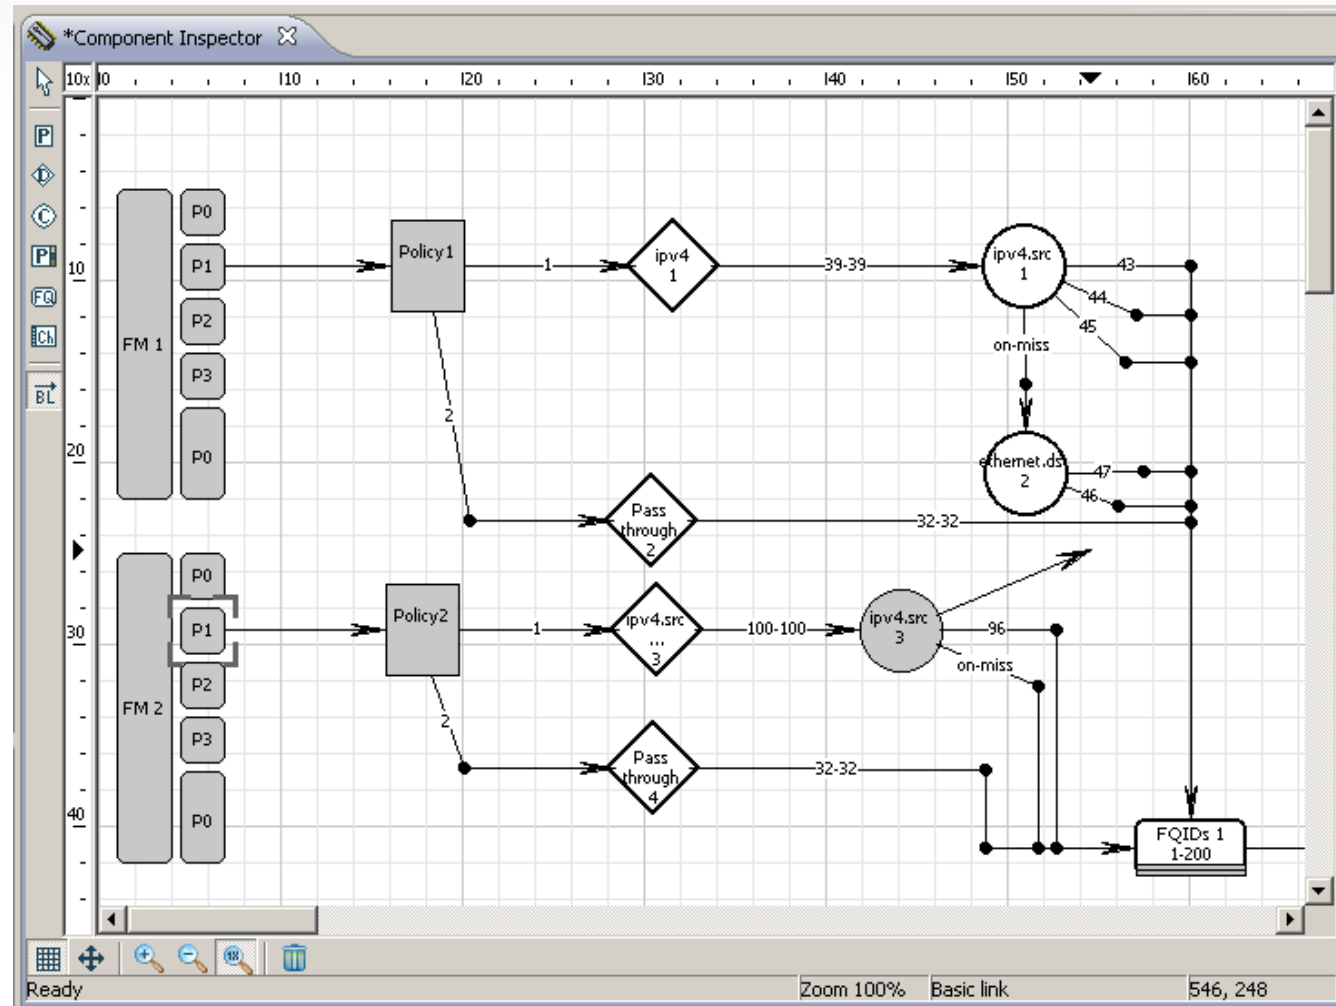 *Component Inspector
10x 0 10 20 30 40 50 60
P
D
C
P
FQ
Ch
BL
10
20
30
40
FM 1
P0
P1
P2
P3
P0
Policy1
1
2
ipv4
1
39-39
ipv4.src
1
43
44
45
on-miss
ethernet.ds
2
47
46
Pass
through
2
32-32
FM 2
P0
P1
P2
P3
P0
Policy2
1
2
ipv4.src
...
3
100-100
ipv4.src
3
96
on-miss
Pass
through
4
32-32
FQIDs 1
1-200
Ready
Zoom 100%
Basic link
546, 248